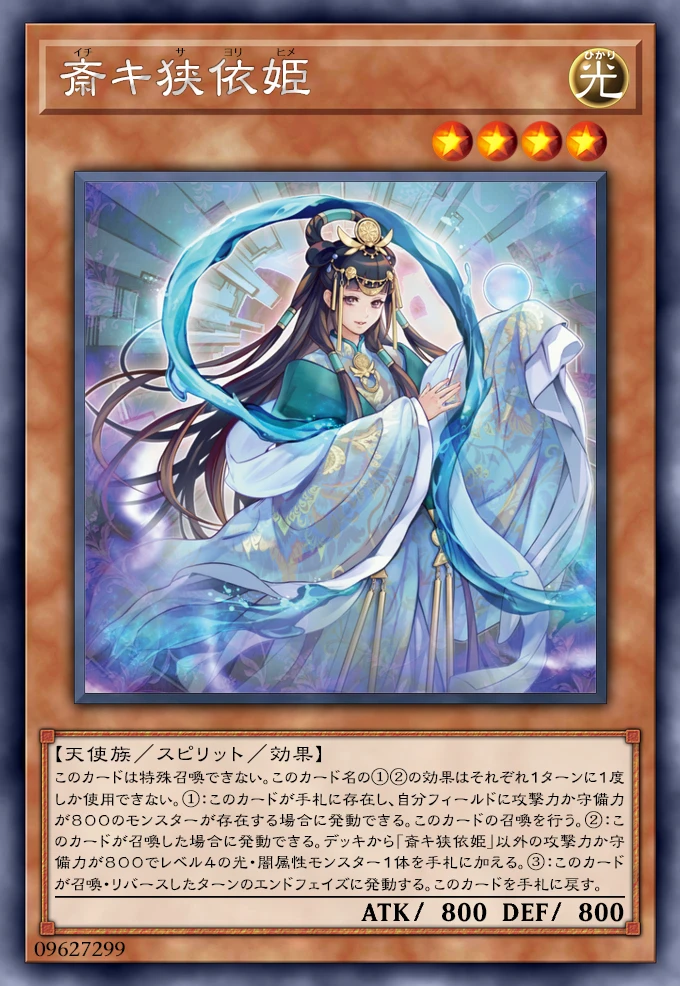 イチ サ ヨリ ヒメ
斎キ狭依姫
ひかり
光
【天使族／スピリット／効果】
このカードは特殊召喚できない。このカード名の①②の効果はそれぞれ1ターンに1度
しか使用できない。①：このカードが手札に存在し、自分フィールドに攻撃力か守備力
が８００のモンスターが存在する場合に発動できる。このカードの召喚を行う。②：こ
のカードが召喚した場合に発動できる。デッキから「斎キ狭依姫」以外の攻撃力か守
備力が８００でレベル４の光・闇属性モンスター１体を手札に加える。③：このカード
が召喚・リバースしたターンのエンドフェイズに発動する。このカードを手札に戻す。
ATK/ 800 DEF/ 800
09627299